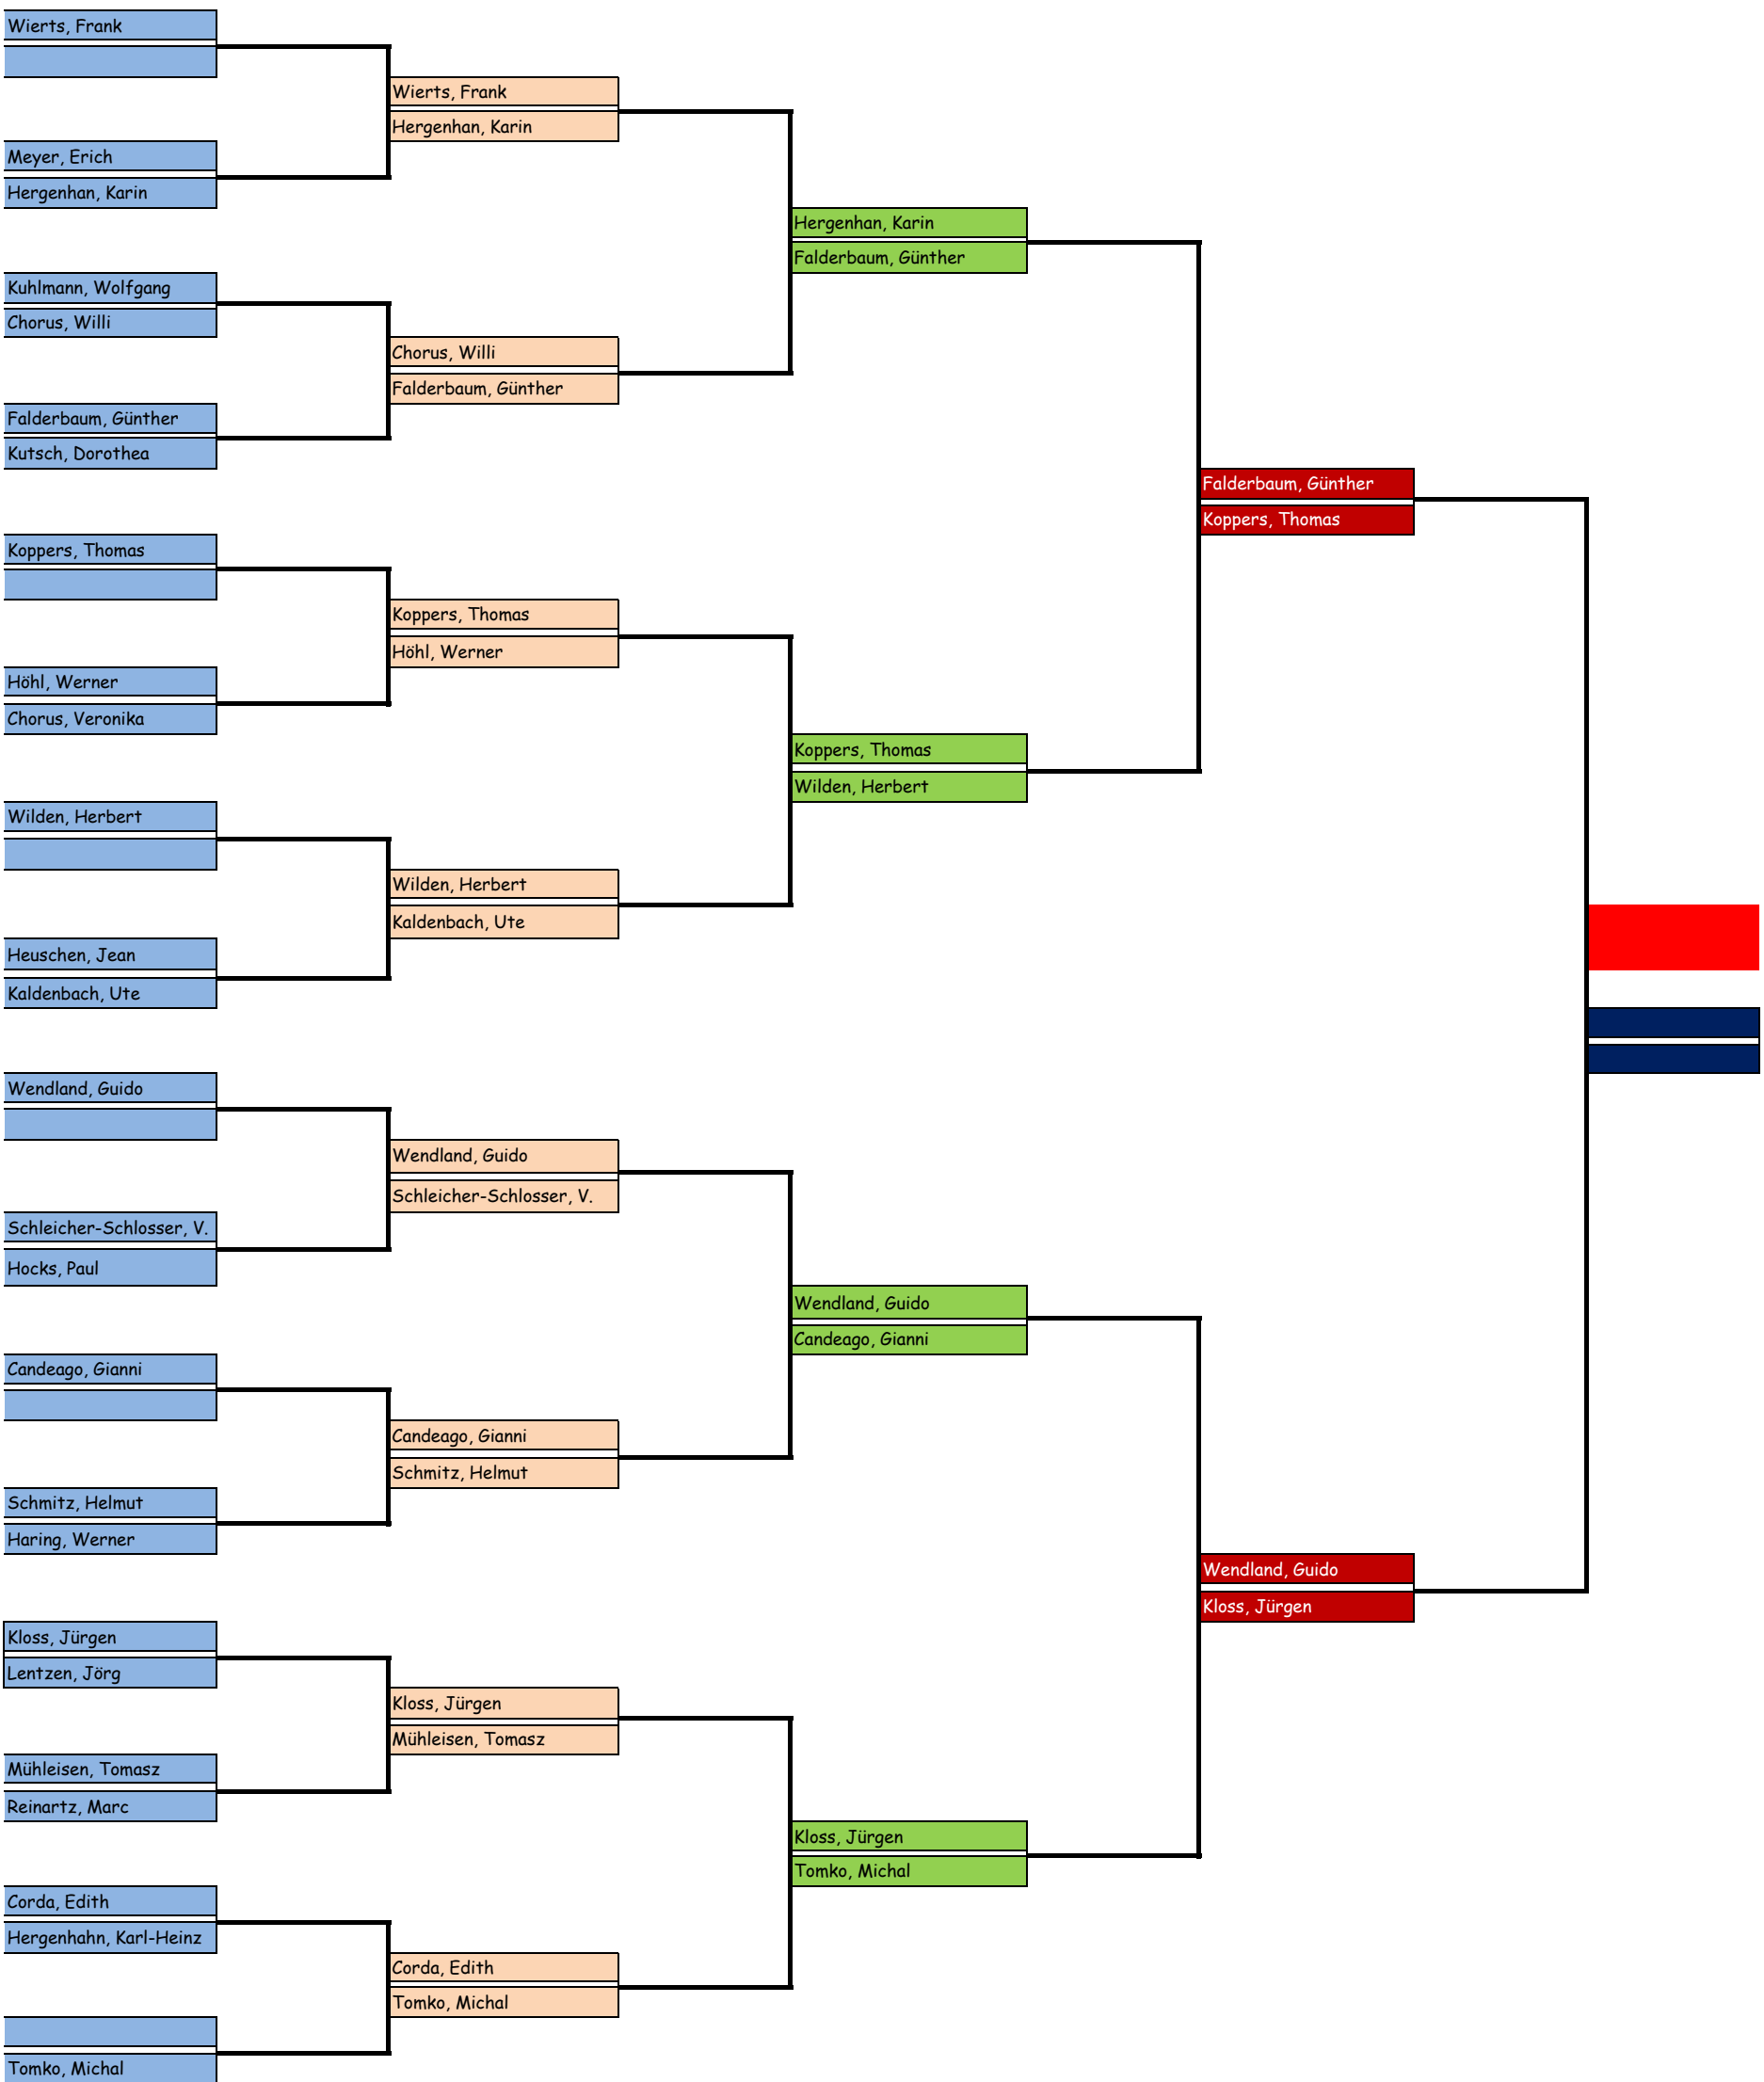 Wierts, Frank
Meyer, Erich
Hergenhan, Karin
Kuhlmann, Wolfgang
Chorus, Willi
Falderbaum, Günther
Kutsch, Dorothea
Koppers, Thomas
Höhl, Werner
Chorus, Veronika
Wilden, Herbert
Heuschen, Jean
Kaldenbach, Ute
Wendland, Guido
Schleicher-Schlosser, V.
Hocks, Paul
Candeago, Gianni
Schmitz, Helmut
Haring, Werner
Kloss, Jürgen
Lentzen, Jörg
Mühleisen, Tomasz
Reinartz, Marc
Corda, Edith
Hergenhahn, Karl-Heinz
Tomko, Michal
Wierts, Frank
Hergenhan, Karin
Chorus, Willi
Falderbaum, Günther
Koppers, Thomas
Höhl, Werner
Wilden, Herbert
Kaldenbach, Ute
Wendland, Guido
Schleicher-Schlosser, V.
Candeago, Gianni
Schmitz, Helmut
Kloss, Jürgen
Mühleisen, Tomasz
Corda, Edith
Tomko, Michal
Hergenhan, Karin
Falderbaum, Günther
Koppers, Thomas
Wilden, Herbert
Wendland, Guido
Candeago, Gianni
Kloss, Jürgen
Tomko, Michal
Falderbaum, Günther
Koppers, Thomas
Wendland, Guido
Kloss, Jürgen